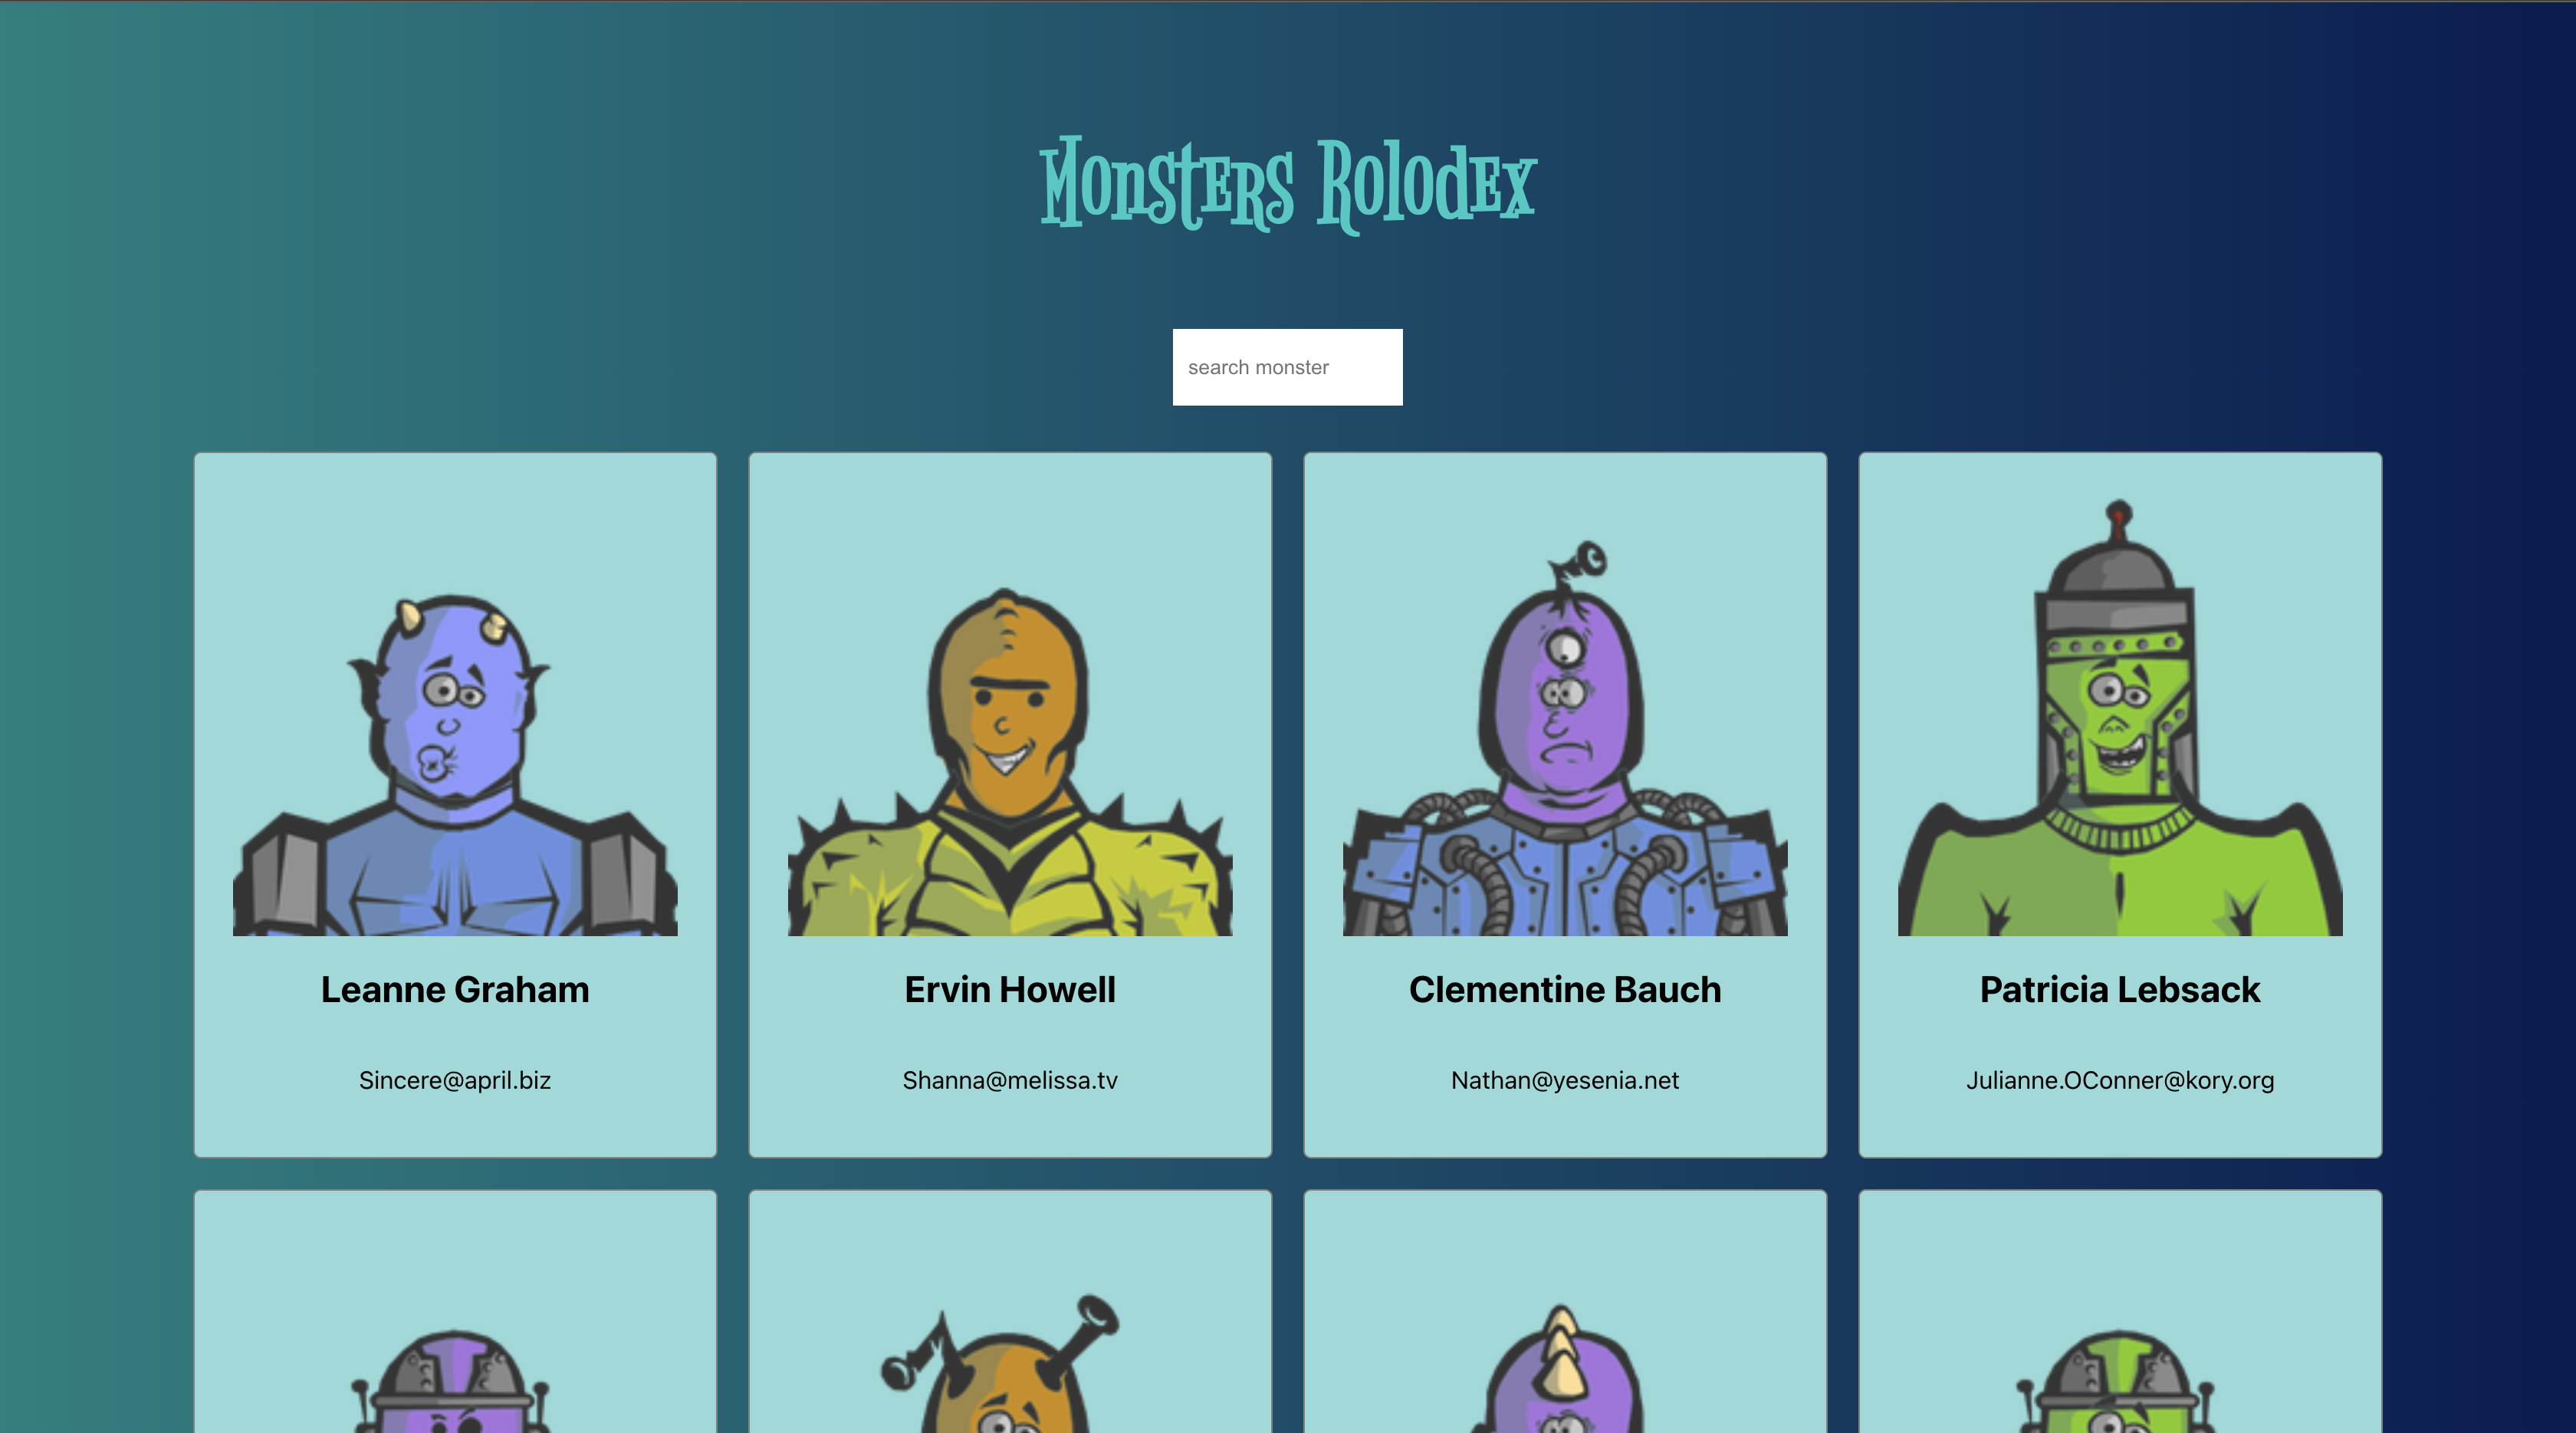 Monsters Rolodex
search monster
Leanne Graham
Sincere@april.biz
Ervin Howell
Shanna@melissa.tv
Clementine Bauch
Nathan@yesenia.net
Patricia Lebsack
Julianne.OConner@kory.org